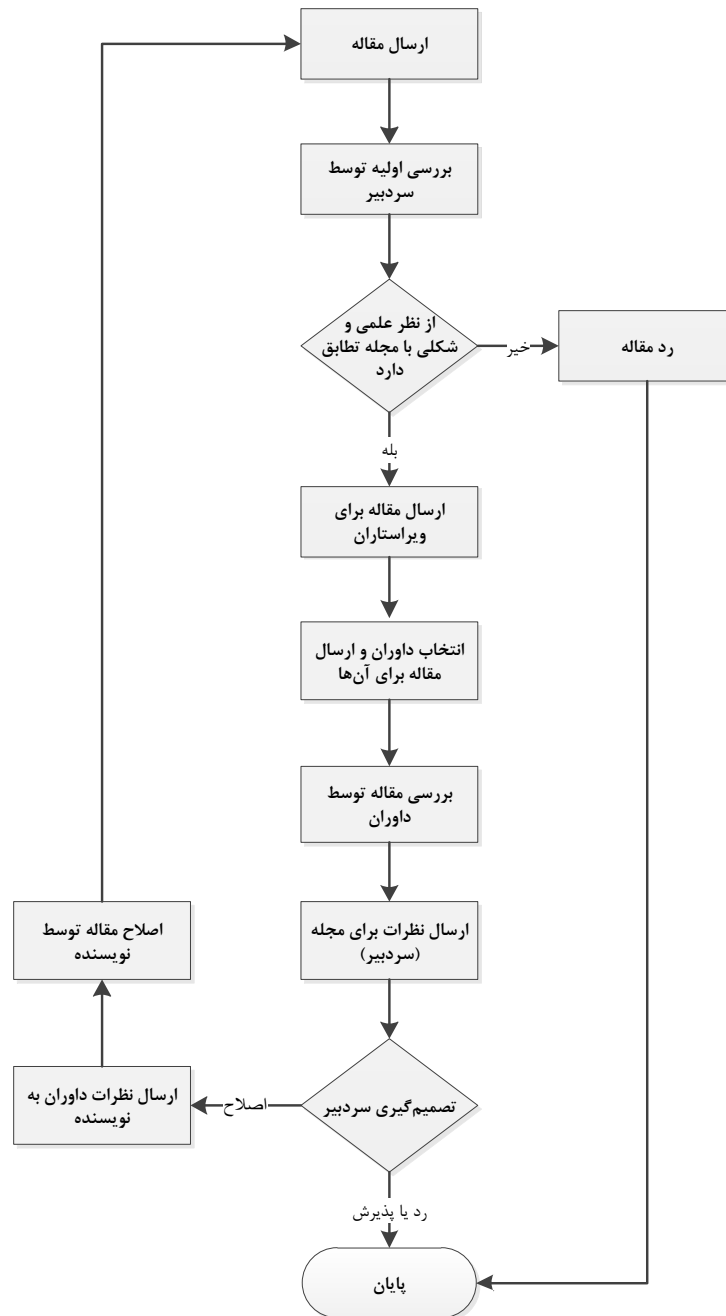 ارسال مقاله
بررسی اولیه توسط
سردبیر
از نظر علمی و
شکلی با مجله تطابق
دارد
خیر
رد مقاله
بله
ارسال مقاله برای
ویراستاران
انتخاب داوران و ارسال
مقاله برای آن‌ها
بررسی مقاله توسط
داوران
ارسال نظرات برای مجله
(سردبیر)
تصمیم‌گیری سردبیر
اصلاح
ارسال نظرات داوران به
نویسنده
اصلاح مقاله توسط
نویسنده
رد یا پذیرش
پایان